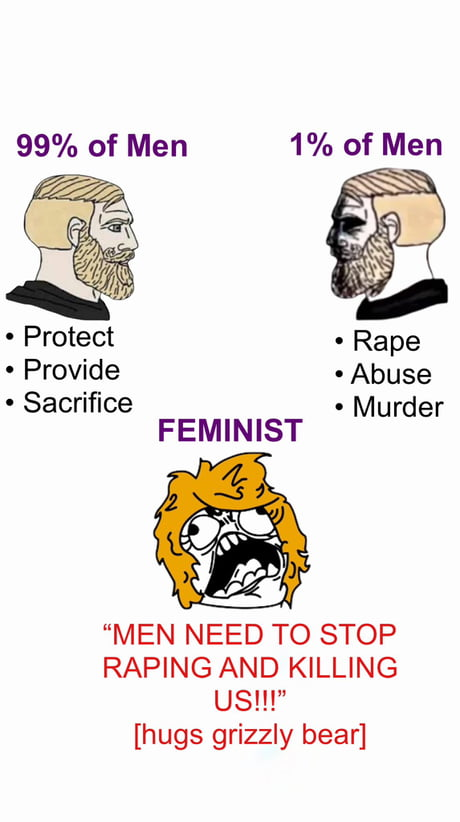 99% of Men
1% of Men
• Protect
• Provide
• Sacrifice
• Rape
• Abuse
• Murder
FEMINIST
“MEN NEED TO STOP
RAPING AND KILLING
US!!!”
[hugs grizzly bear]